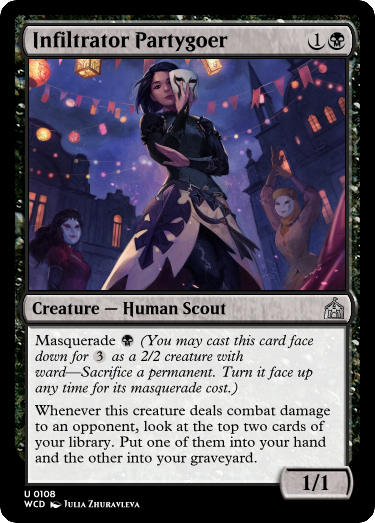 Infiltrator Partygoer 1
Creature — Human Scout
Masquerade (You may cast this card face
down for 3 as a 2/2 creature with
ward—Sacrifice a permanent. Turn it face up
any time for its masquerade cost.)
Whenever this creature deals combat damage
to an opponent, look at the top two cards of
your library. Put one of them into your hand
and the other into your graveyard.
1/1
U 0108
WCD Julia Zhuravleva